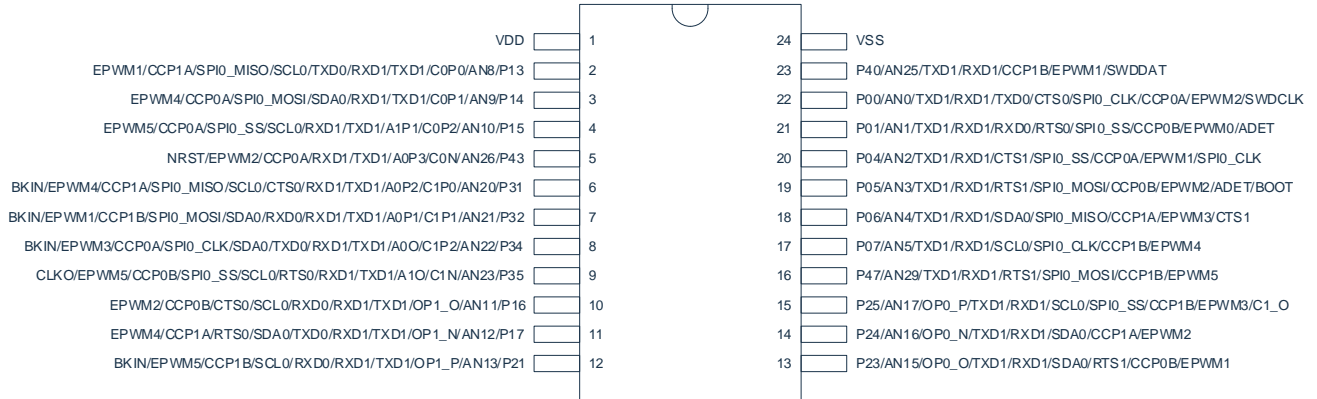 VDD 1 24 VSS
EPWM1/CCP1A/SPI0_MISO/SCL0/TXD0/RXD1/TXD1/C0P0/AN8/P13 2 23 P40/AN25/TXD1/RXD1/CCP1B/EPWM1/SWDDAT
EPWM4/CCP0A/SPI0_MOSI/SDA0/RXD1/TXD1/C0P1/AN9/P14 3 22 P00/AN0/TXD1/RXD1/TXD0/CTS0/SPI0_CLK/CCP0A/EPWM2/SWDCLK
EPWM5/CCP0A/SPI0_SS/SCL0/RXD1/TXD1/A1P1/C0P2/AN10/P15 4 21 P01/AN1/TXD1/RXD1/RXD0/RTS0/SPI0_SS/CCP0B/EPWM0/ADET
NRST/EPWM2/CCP0A/RXD1/TXD1/A0P3/C0N/AN26/P43 5 20 P04/AN2/TXD1/RXD1/CTS1/SPI0_SS/CCP0A/EPWM1/SPI0_CLK
BKIN/EPWM4/CCP1A/SPI0_MISO/SCL0/CTS0/RXD1/TXD1/A0P2/C1P0/AN20/P31 6 19 P05/AN3/TXD1/RXD1/RTS1/SPI0_MOSI/CCP0B/EPWM2/ADET/BOOT
BKIN/EPWM1/CCP1B/SPI0_MOSI/SDA0/RXD0/RXD1/TXD1/A0P1/C1P1/AN21/P32 7 18 P06/AN4/TXD1/RXD1/SDA0/SPI0_MISO/CCP1A/EPWM3/CTS1
BKIN/EPWM3/CCP0A/SPI0_CLK/SDA0/TXD0/RXD1/TXD1/A0O/C1P2/AN22/P34 8 17 P07/AN5/TXD1/RXD1/SCL0/SPI0_CLK/CCP1B/EPWM4
CLKO/EPWM5/CCP0B/SPI0_SS/SCL0/RTS0/RXD1/TXD1/A1O/C1N/AN23/P35 9 16 P47/AN29/TXD1/RXD1/RTS1/SPI0_MOSI/CCP1B/EPWM5
EPWM2/CCP0B/CTS0/SCL0/RXD0/RXD1/TXD1/OP1_O/AN11/P16 10 15 P25/AN17/OP0_P/TXD1/RXD1/SCL0/SPI0_SS/CCP1B/EPWM3/C1_O
EPWM4/CCP1A/RTS0/SDA0/TXD0/RXD1/TXD1/OP1_N/AN12/P17 11 14 P24/AN16/OP0_N/TXD1/RXD1/SDA0/CCP1A/EPWM2
BKIN/EPWM5/CCP1B/SCL0/RXD0/RXD1/TXD1/OP1_P/AN13/P21 12 13 P23/AN15/OP0_O/TXD1/RXD1/SDA0/RTS1/CCP0B/EPWM1